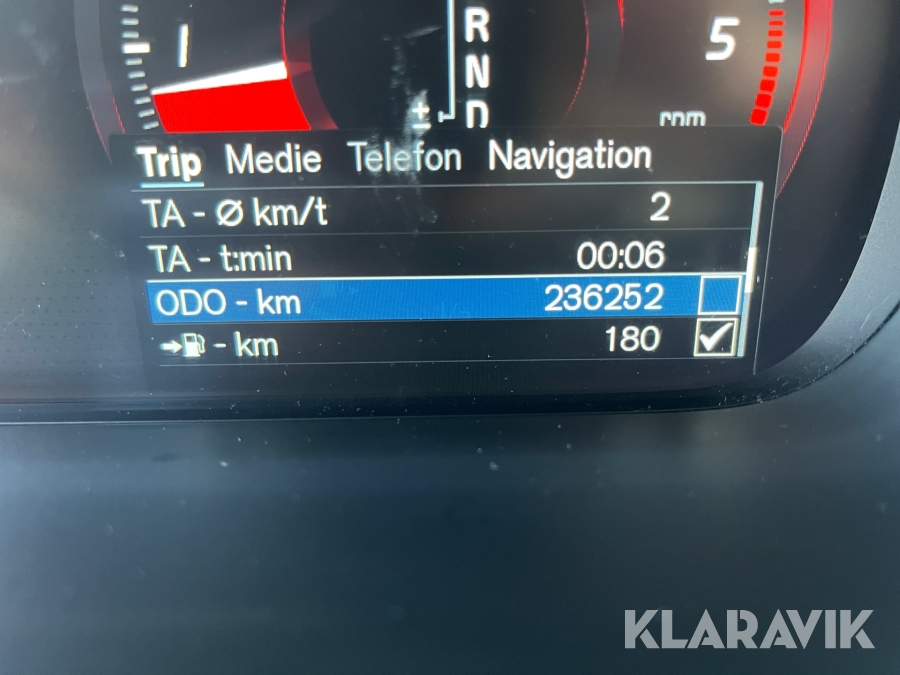 1
R
N
D
±
5
rpm
Trip Medie Telefon Navigation
TA - Ø km/t 2
TA - t:min 00:06
ODO - km 236252
- km 180
KLARAVIK